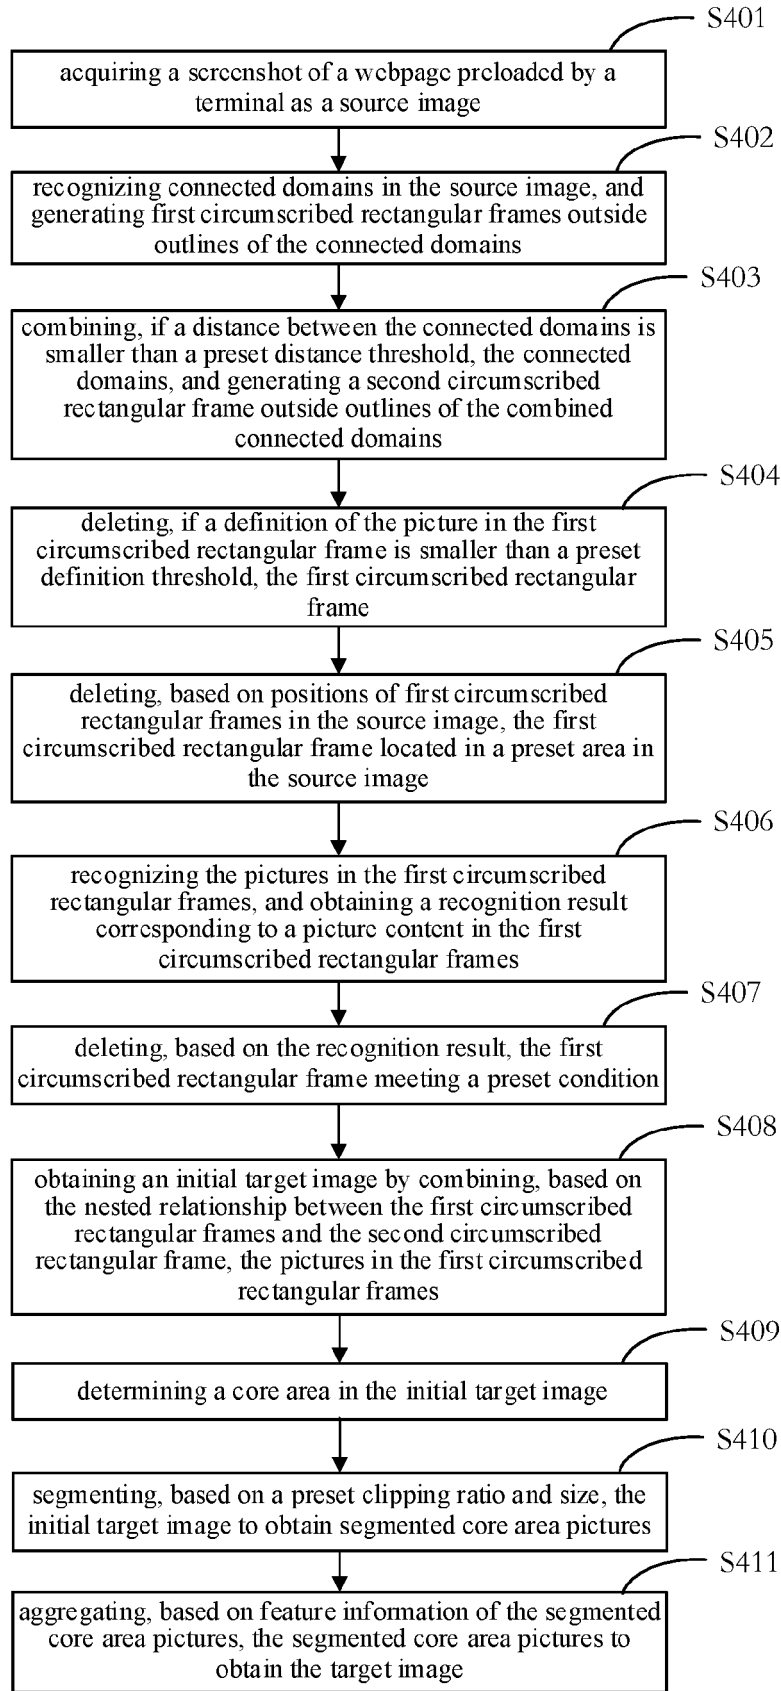 S401
acquiring a screenshot of a webpage preloaded by a
terminal as a source image
S402
recognizing connected domains in the source image, and
generating first circumscribed rectangular frames outside
outlines of the connected domains
S403
combining, if a distance between the connected domains is
smaller than a preset distance threshold, the connected
domains, and generating a second circumscribed
rectangular frame outside outlines of the combined
connected domains
S404
deleting, if a definition of the picture in the first
circumscribed rectangular frame is smaller than a preset
definition threshold, the first circumscribed rectangular
frame
S405
deleting, based on positions of first circumscribed
rectangular frames in the source image, the first
circumscribed rectangular frame located in a preset area in
the source image
S406
recognizing the pictures in the first circumscribed
rectangular frames, and obtaining a recognition result
corresponding to a picture content in the first
circumscribed rectangular frames
S407
deleting, based on the recognition result, the first
circumscribed rectangular frame meeting a preset condition
S408
obtaining an initial target image by combining, based on
the nested relationship between the first circumscribed
rectangular frames and the second circumscribed
rectangular frame, the pictures in the first circumscribed
rectangular frames
S409
determining a core area in the initial target image
S410
segmenting, based on a preset clipping ratio and size, the
initial target image to obtain segmented core area pictures
S411
aggregating, based on feature information of the segmented
core area pictures, the segmented core area pictures to
obtain the target image